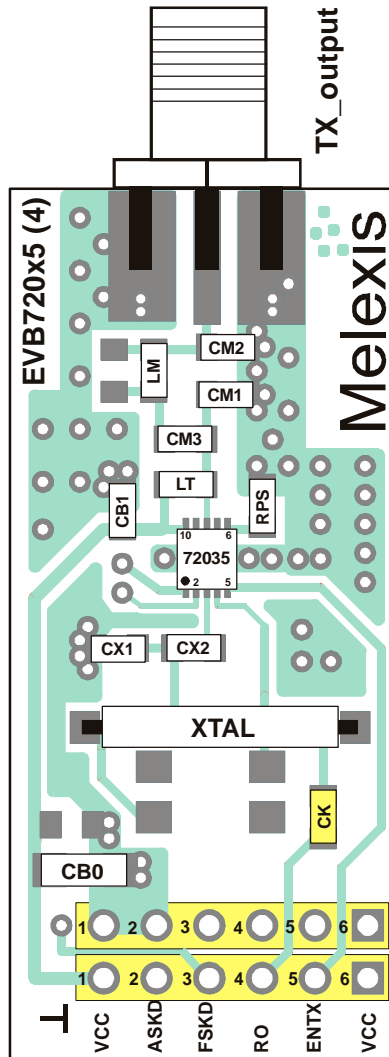 TX_output
EVB720x5 (4)
Melexis
CM2
LM
CM1
CM3
LT
CB1
RPS
10 6
72035
2 5
CX1 CX2
XTAL
CK
CB0
1 2 3 4 5 6
1 2 3 4 5 6
VCC ASKD FSKD RO ENTX VCC